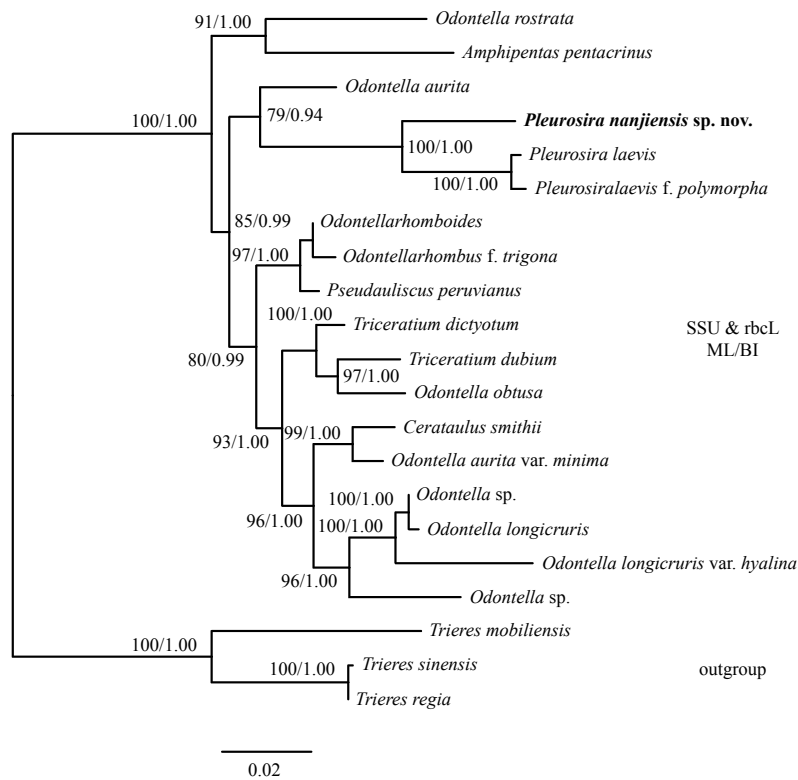 91/1.00
Odontella rostrata
Amphipentas pentacrinus
Odontella aurita
100/1.00
79/0.94
Pleurosira nanjiensis sp. nov.
100/1.00
Pleurosira laevis
100/1.00
Pleurosiralaevis f. polymorpha
85/0.99
Odontellarhomboides
97/1.00
Odontellarhombus f. trigona
Pseudauliscus peruvianus
100/1.00
Triceratium dictyotum
SSU & rbcL
ML/BI
80/0.99
Triceratium dubium
97/1.00
Odontella obtusa
93/1.00
99/1.00
Cerataulus smithii
Odontella aurita var. minima
100/1.00
Odontella sp.
96/1.00
100/1.00
Odontella longicruris
Odontella longicruris var. hyalina
96/1.00
Odontella sp.
100/1.00
Trieres mobiliensis
100/1.00
Trieres sinensis
outgroup
Trieres regia
0.02